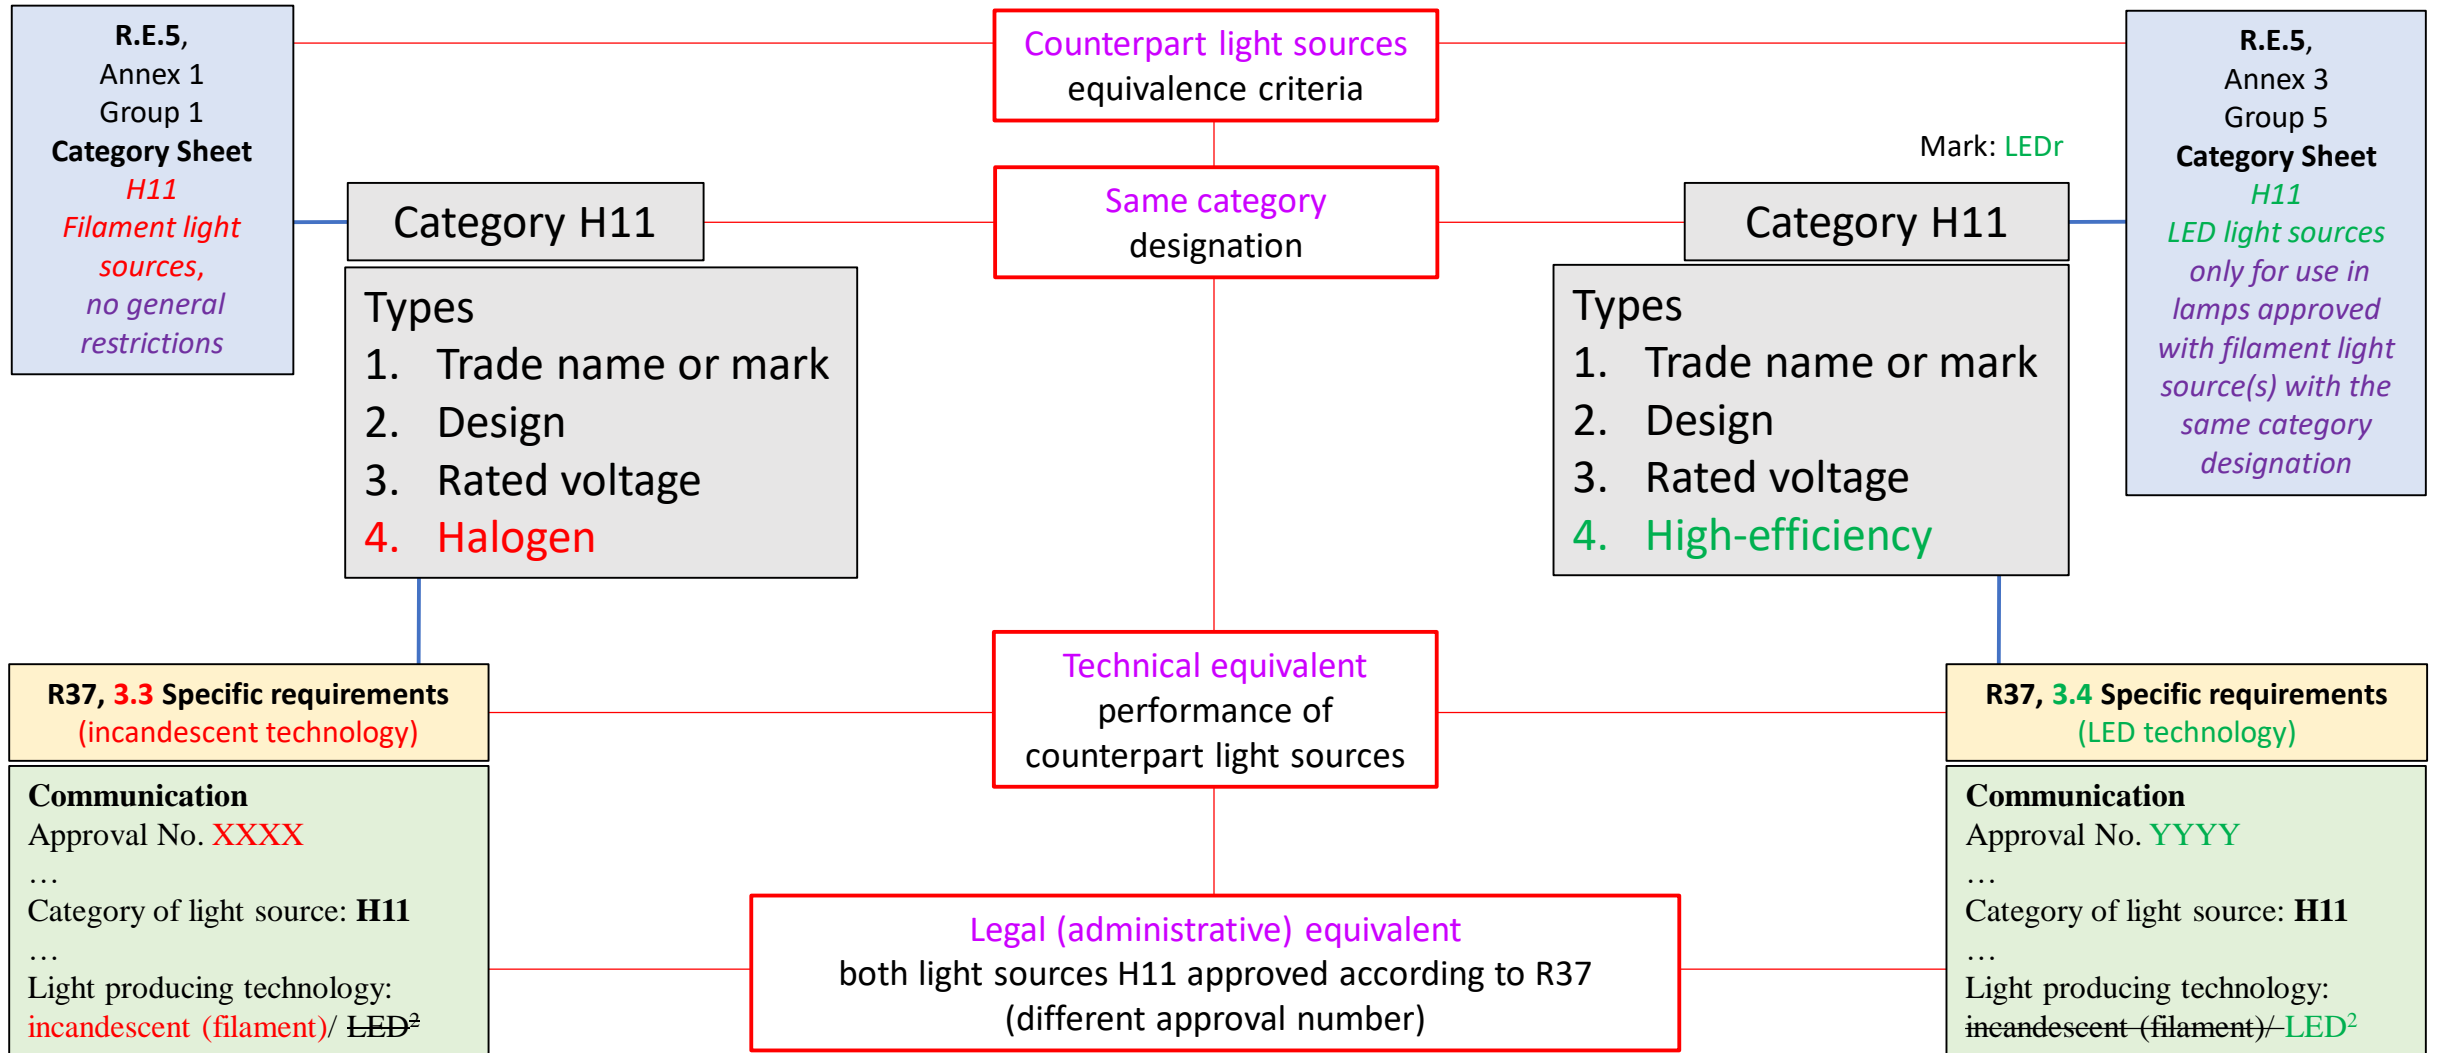 R.E.5,
Annex 1
Group 1
Category Sheet
H11
Filament light
sources,
no general
restrictions
Counterpart light sources
equivalence criteria
R.E.5,
Annex 3
Group 5
Category Sheet
H11
LED light sources
only for use in
lamps approved
with filament light
source(s) with the
same category
designation
Mark: LEDr
Category H11
Same category
designation
Category H11
Types
1. Trade name or mark
2. Design
3. Rated voltage
4. Halogen
Types
1. Trade name or mark
2. Design
3. Rated voltage
4. High-efficiency
R37, 3.3 Specific requirements
(incandescent technology)
Technical equivalent
performance of
counterpart light sources
R37, 3.4 Specific requirements
(LED technology)
Communication
Approval No. XXXX
…
Category of light source: H11
…
Light producing technology:
incandescent (filament)/ LED²
Legal (administrative) equivalent
both light sources H11 approved according to R37
(different approval number)
Communication
Approval No. YYYY
…
Category of light source: H11
…
Light producing technology:
incandescent (filament)/ LED²